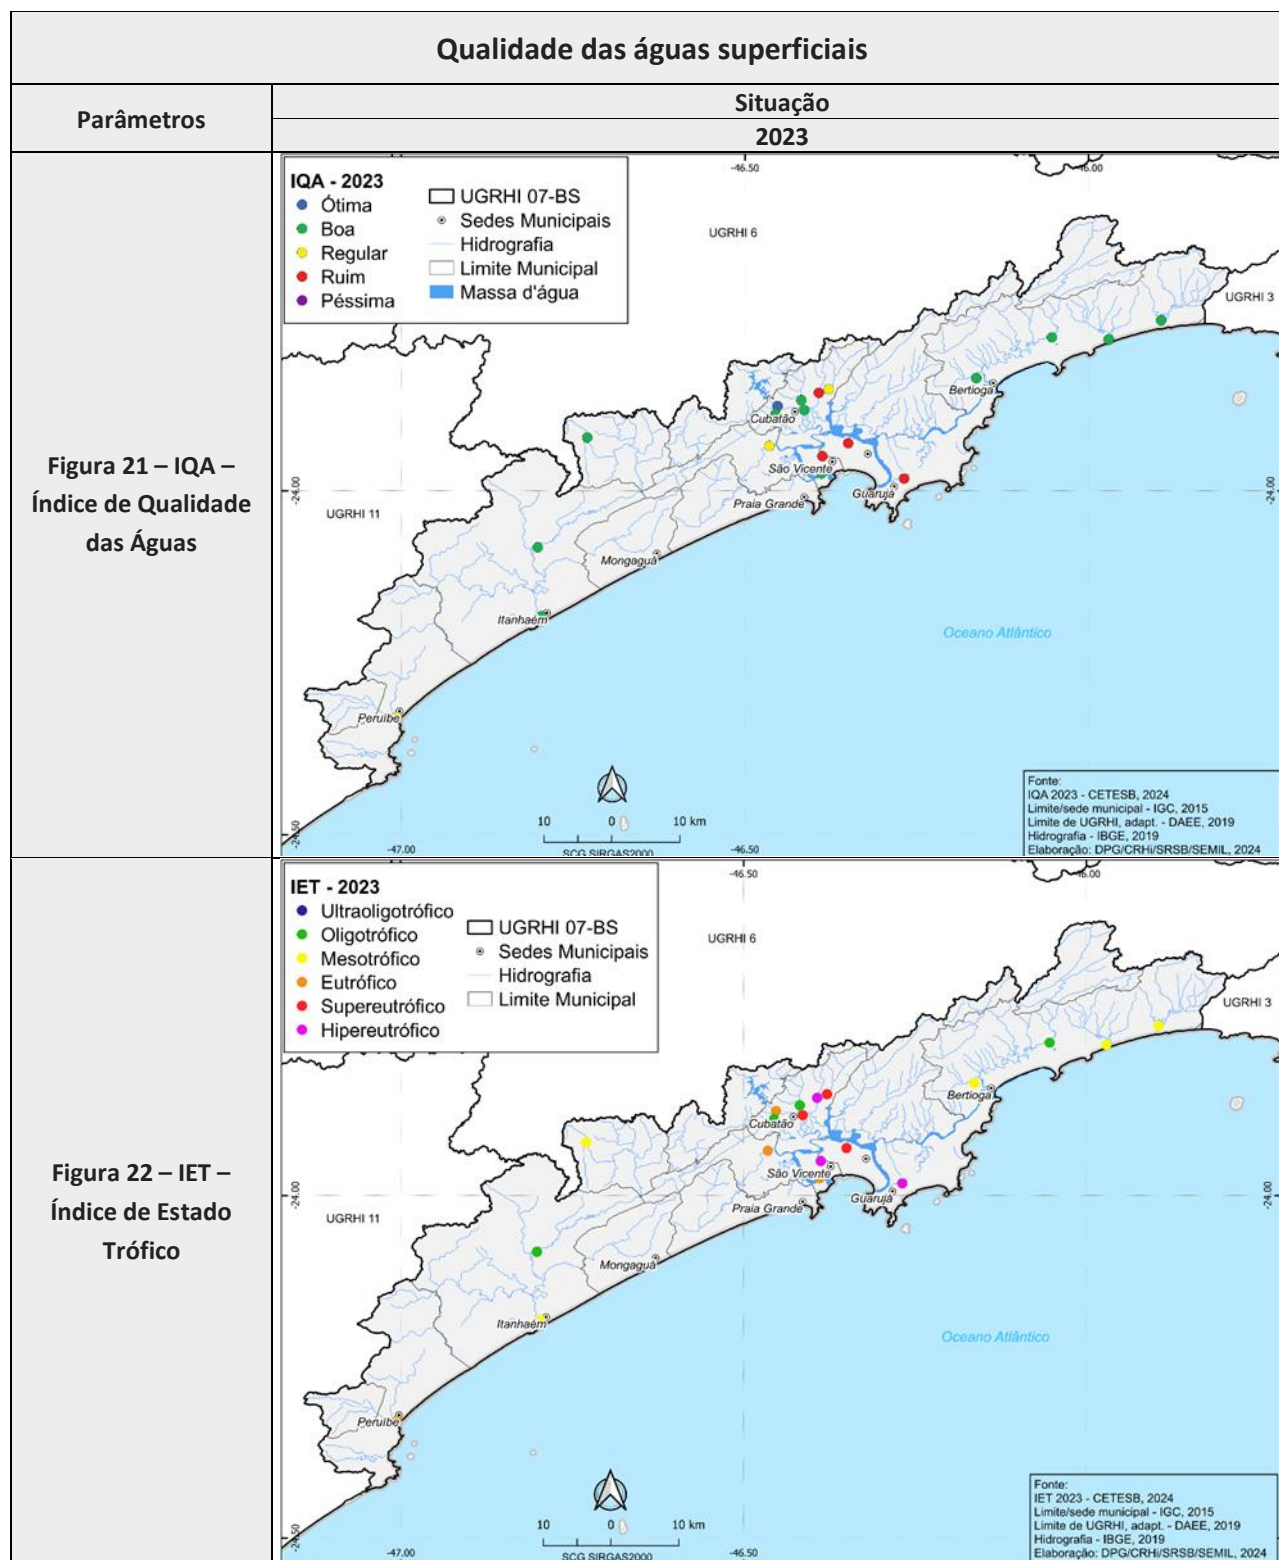 Qualidade das águas superficiais
Parâmetros
Situação
2023
Figura 21 – IQA –
Índice de Qualidade
das Águas
IQA - 2023
Ótima
Boa
Regular
Ruim
Péssima
UGRHI 07-BS
Sedes Municipais
Hidrografia
Limite Municipal
Massa d'água
-46.50
-46.00
UGRHI 6
UGRHI 3
Bertioga
Cubatão
São Vicente
Guarujá
Praia Grande
-24.00
-24.00
UGRHI 11
Mongaguá
Itanhaém
Oceano Atlântico
Peruíbe
10 0 10 km
SCG SIRGAS2000
-24.50
-47.00
-46.50
Fonte:
IQA 2023 - CETESB, 2024
Limite/sede municipal - IGC, 2015
Limite de UGRHI, adapt. - DAEE, 2019
Hidrografia - IBGE, 2019
Elaboração: DPG/CRHi/SRSB/SEMIL, 2024
Figura 22 – IET –
Índice de Estado
Trófico
IET - 2023
Ultraoligotrófico
Oligotrófico
Mesotrófico
Eutrófico
Supereutrófico
Hipereutrófico
UGRHI 07-BS
Sedes Municipais
Hidrografia
Limite Municipal
-46.50
-46.00
UGRHI 6
UGRHI 3
Bertioga
Cubatão
São Vicente
Guarujá
Praia Grande
-24.00
-24.00
UGRHI 11
Mongaguá
Itanhaém
Oceano Atlântico
Peruíbe
10 0 10 km
SCG SIRGAS2000
-24.50
-47.00
-46.50
Fonte:
IET 2023 - CETESB, 2024
Limite/sede municipal - IGC, 2015
Limite de UGRHI, adapt. - DAEE, 2019
Hidrografia - IBGE, 2019
Elaboração: DPG/CRHi/SRSB/SEMIL, 2024